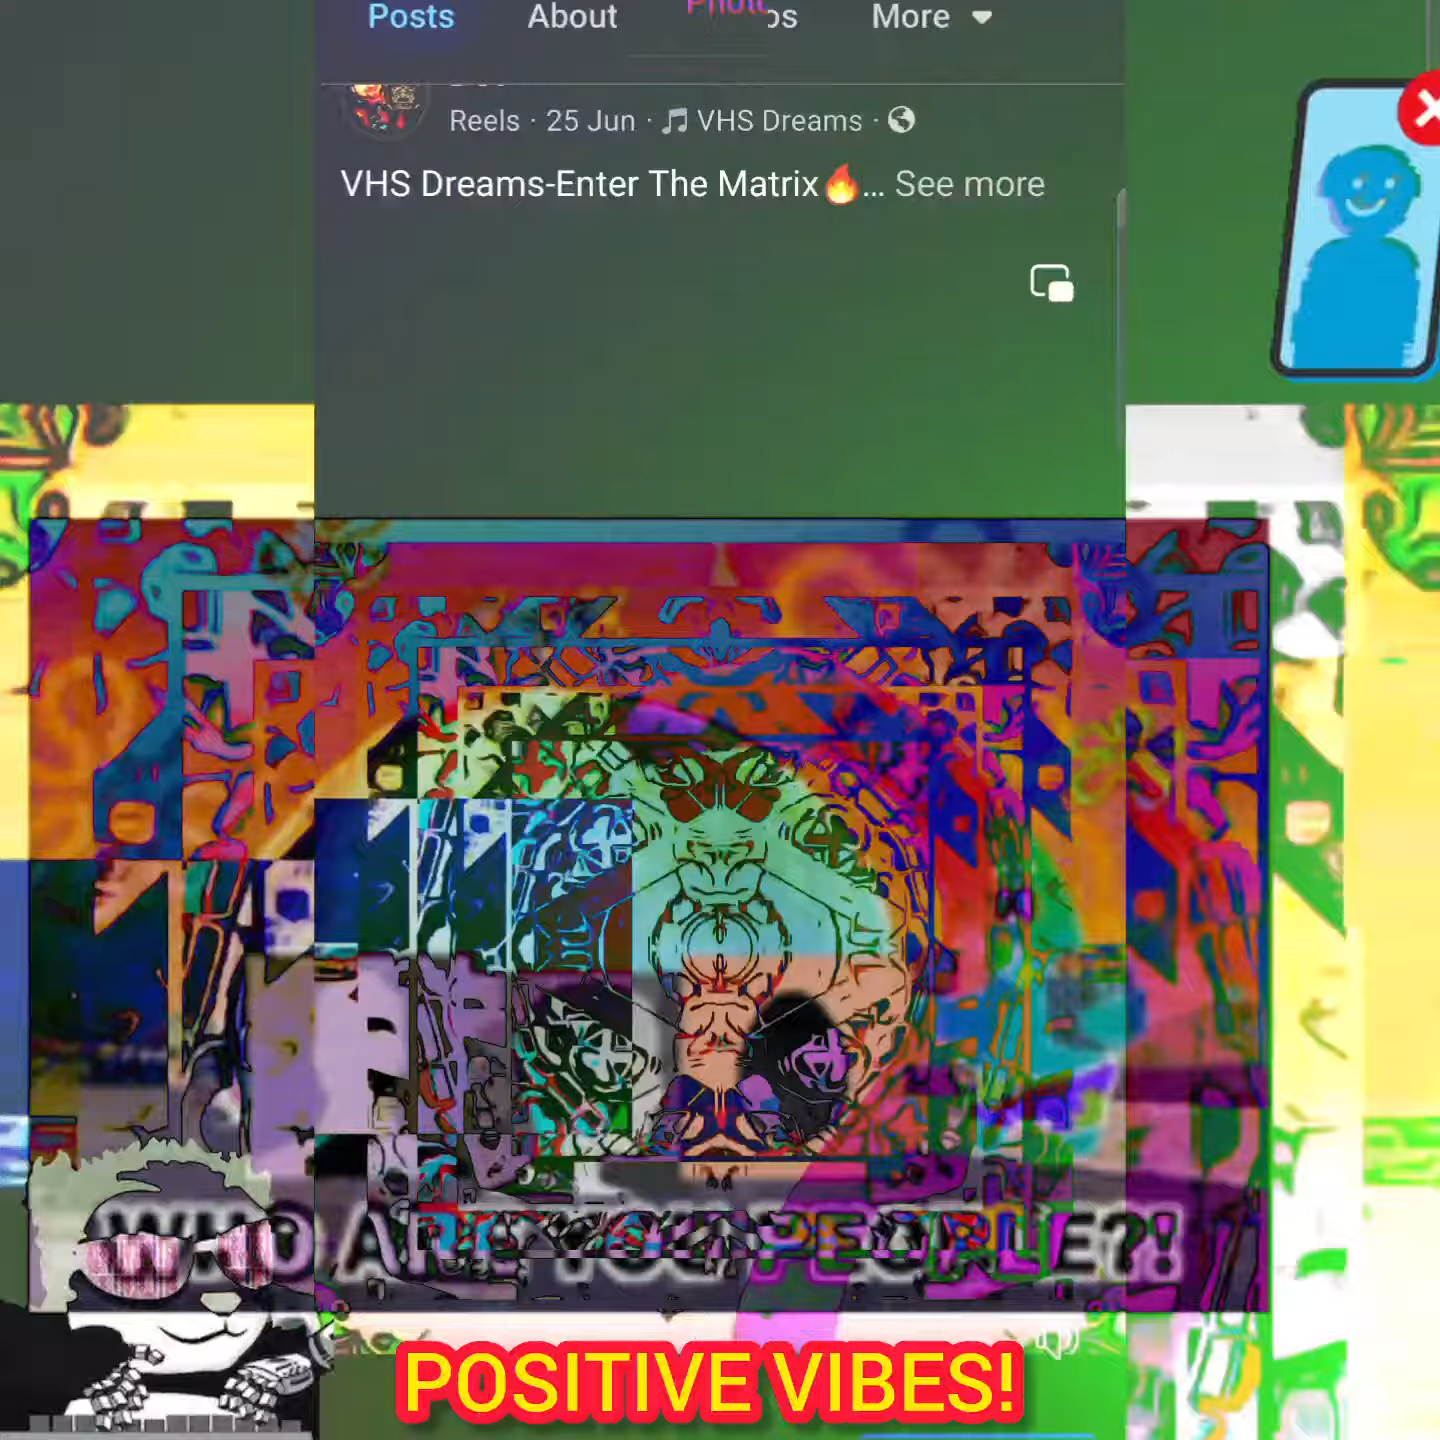 Posts About Photos More
Reels · 25 Jun · VHS Dreams ·
VHS Dreams-Enter The Matrix🔥... See more
WHO ARE YOU PEOPLE?!
POSITIVE VIBES!